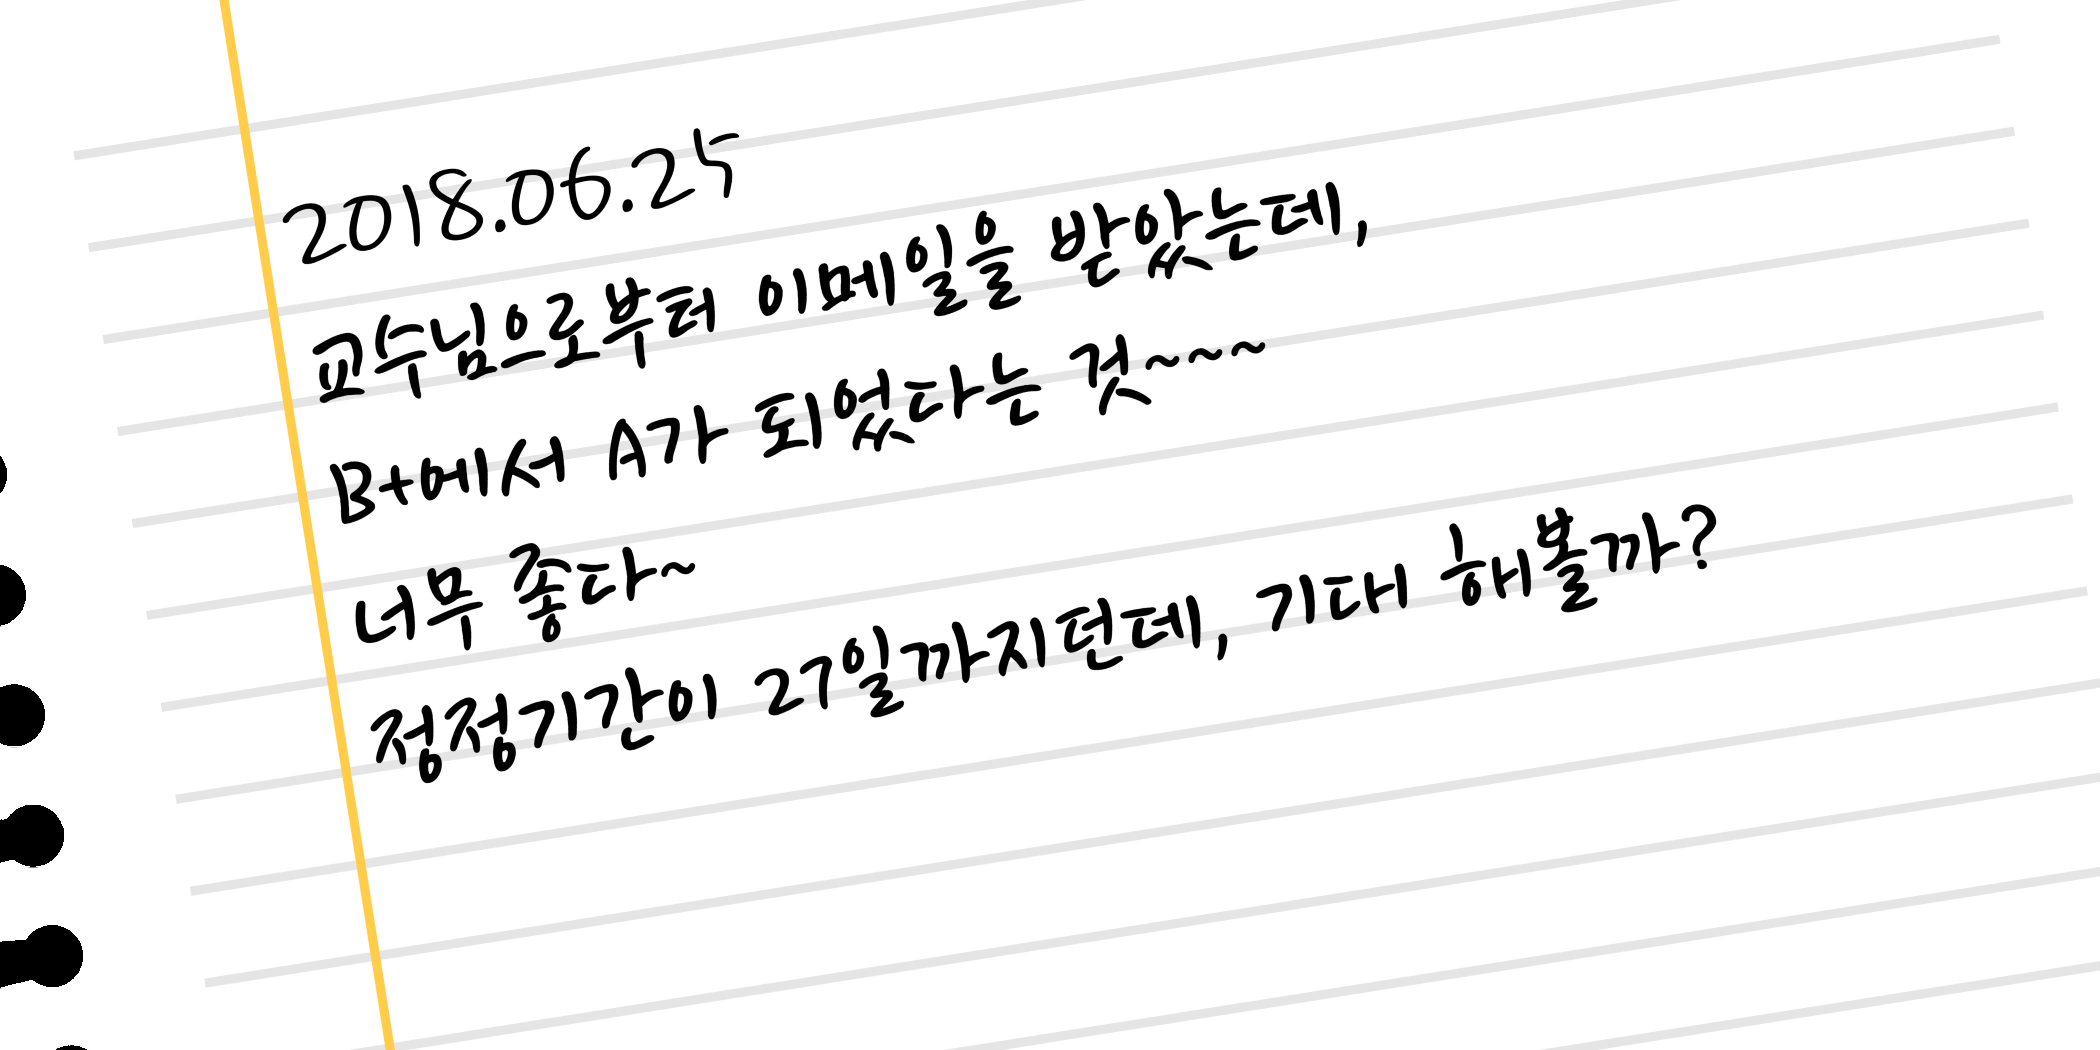 2018.06.25
교수님으로부터 이메일을 받았는데,
B+에서 A가 되었다는 것~~~
너무 좋다~
정정기간이 27일까지던데, 기대 해볼까?